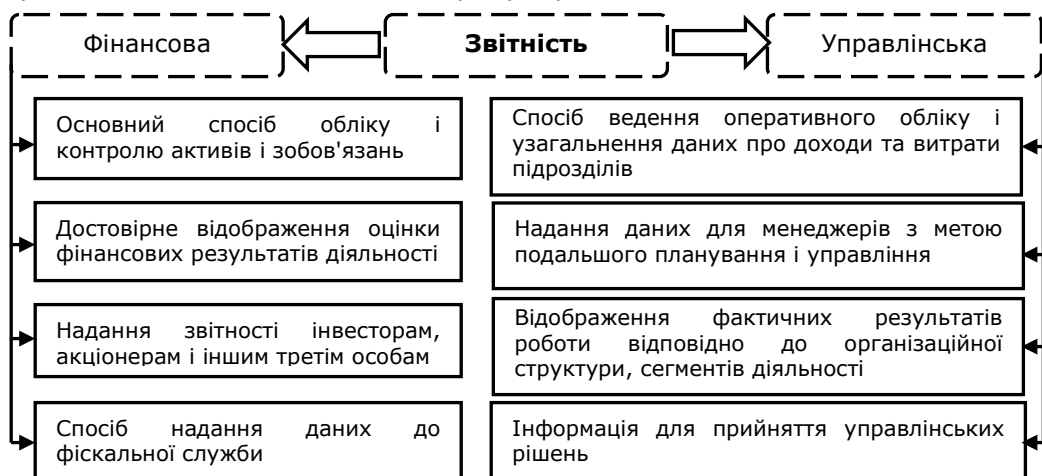 Фінансова
Звітність
Управлінська
Основний спосіб обліку і
контролю активів і зобов'язань
Достовірне відображення оцінки
фінансових результатів діяльності
Надання звітності інвесторам,
акціонерам і іншим третім особам
Спосіб надання даних до
фіскальної служби
Спосіб ведення оперативного обліку і
узагальнення даних про доходи та витрати
підрозділів
Надання даних для менеджерів з метою
подальшого планування і управління
Відображення фактичних результатів
роботи відповідно до організаційної
структури, сегментів діяльності
Інформація для прийняття управлінських
рішень